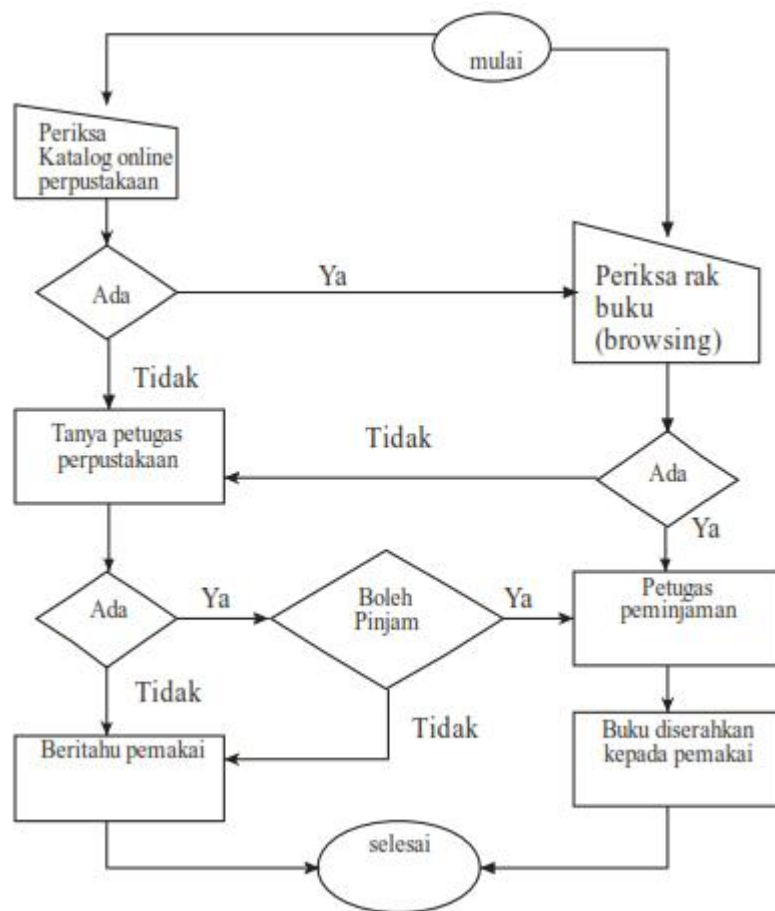 mulai
Periksa
Katalog online
perpustakaan
Ada
Ya
Periksa rak
buku
(browsing)
Tidak
Tanya petugas
perpustakaan
Tidak
Ada
Ya
Ada
Ya
Boleh
Pinjam
Ya
Petugas
peminjaman
Tidak
Tidak
Beritahu pemakai
Buku diserahkan
kepada pemakai
selesai